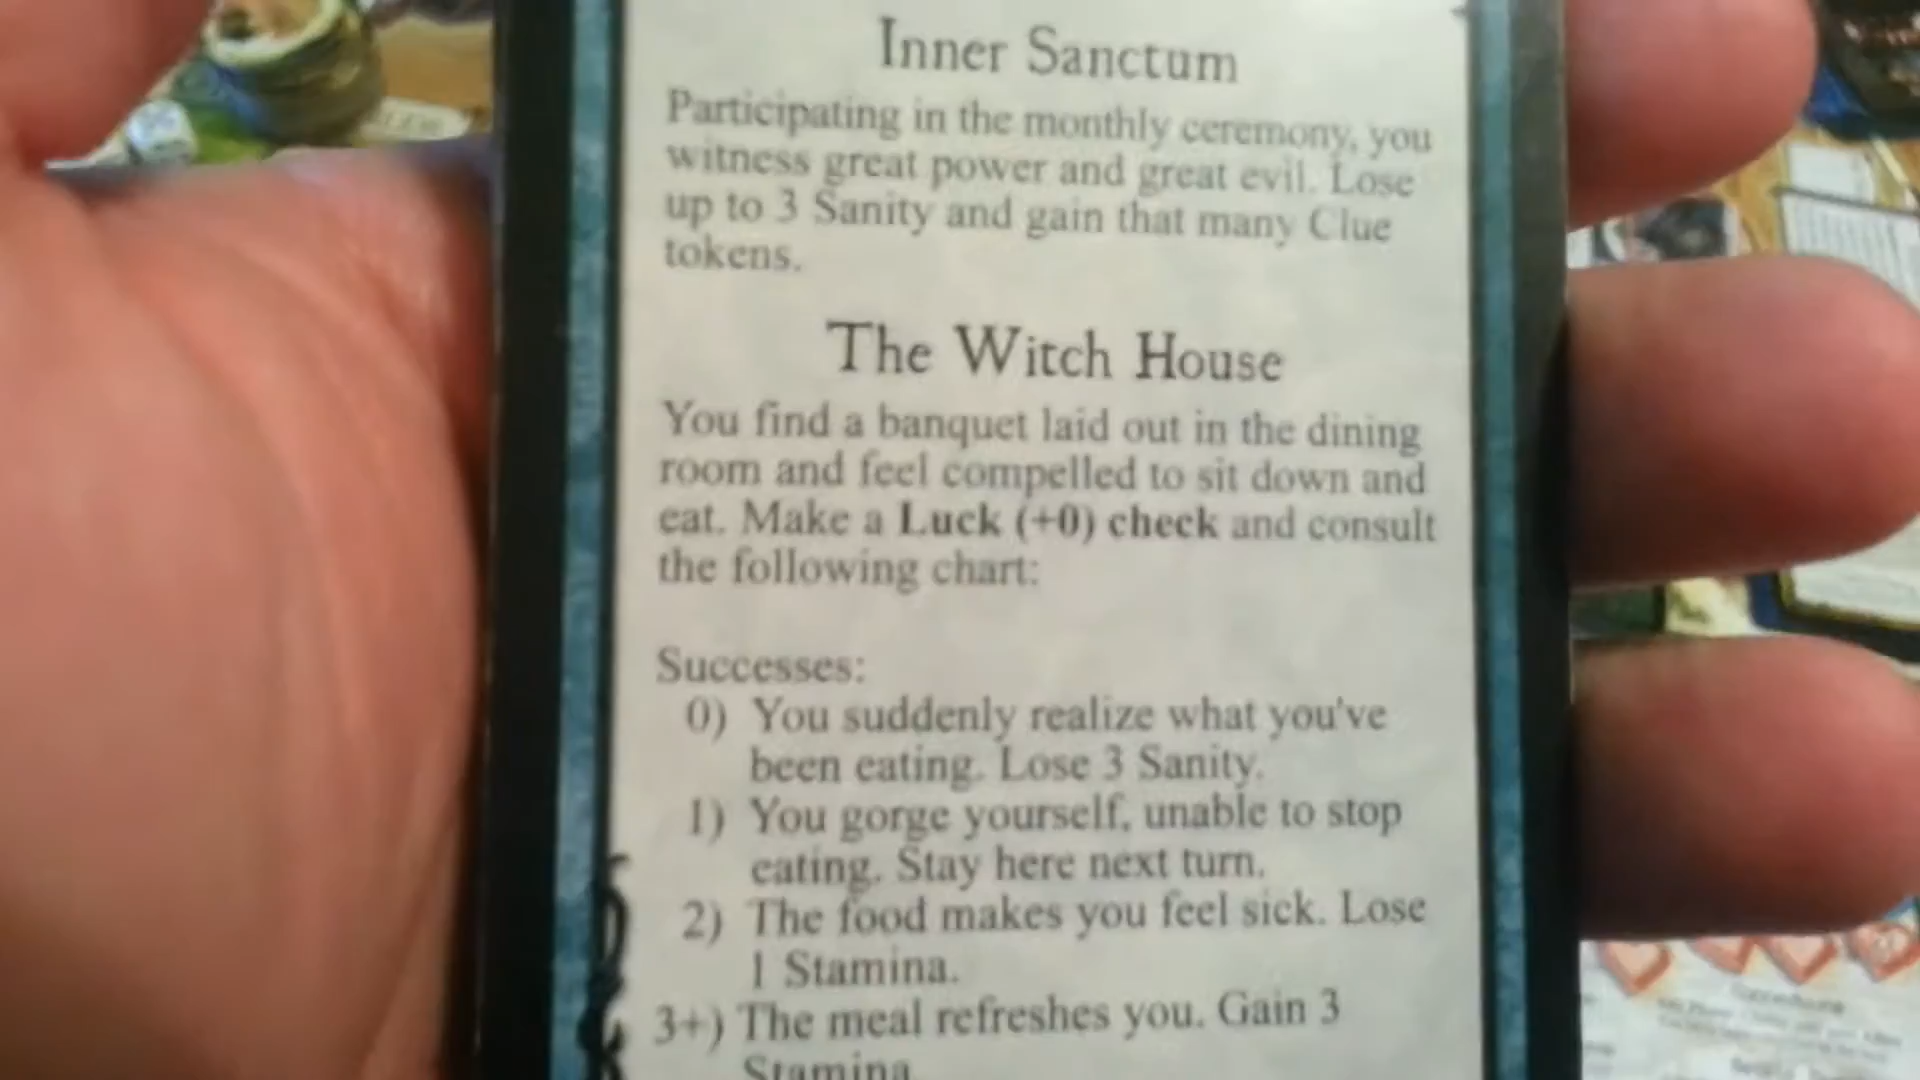 Inner Sanctum
Participating in the monthly ceremony, you
witness great power and great evil. Lose
up to 3 Sanity and gain that many Clue
tokens.
The Witch House
You find a banquet laid out in the dining
room and feel compelled to sit down and
eat. Make a Luck (+0) check and consult
the following chart:
Successes:
0) You suddenly realize what you've
been eating. Lose 3 Sanity.
1) You gorge yourself, unable to stop
eating. Stay here next turn.
2) The food makes you feel sick. Lose
1 Stamina.
3+) The meal refreshes you. Gain 3
Stamina.